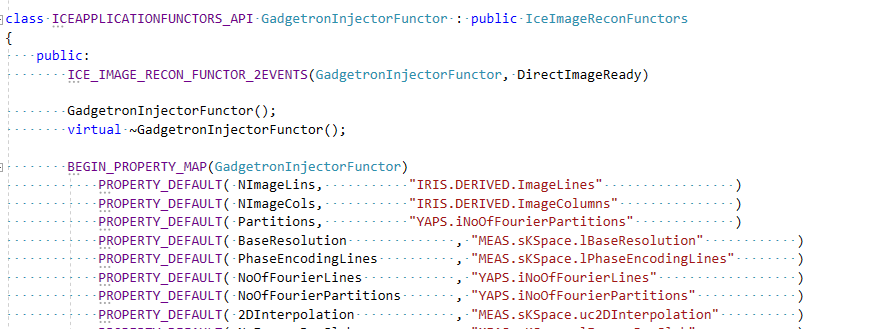 class ICEAPPLICATIONFUNCTORS_API GadgetronInjectorFunctor : public IceImageReconFunctors
{
public:
ICE_IMAGE_RECON_FUNCTOR_2EVENTS(GadgetronInjectorFunctor, DirectImageReady)
GadgetronInjectorFunctor();
virtual ~GadgetronInjectorFunctor();
BEGIN_PROPERTY_MAP(GadgetronInjectorFunctor)
PROPERTY_DEFAULT( NImageLins, "IRIS.DERIVED.ImageLines" )
PROPERTY_DEFAULT( NImageCols, "IRIS.DERIVED.ImageColumns" )
PROPERTY_DEFAULT( Partitions, "YAPS.iNoOfFourierPartitions" )
PROPERTY_DEFAULT( BaseResolution , "MEAS.sKSpace.lBaseResolution" )
PROPERTY_DEFAULT( PhaseEncodingLines , "MEAS.sKSpace.lPhaseEncodingLines" )
PROPERTY_DEFAULT( NoOfFourierLines , "YAPS.iNoOfFourierLines" )
PROPERTY_DEFAULT( NoOfFourierPartitions , "YAPS.iNoOfFourierPartitions" )
PROPERTY_DEFAULT( 2DInterpolation , "MEAS.sKSpace.uc2DInterpolation" )